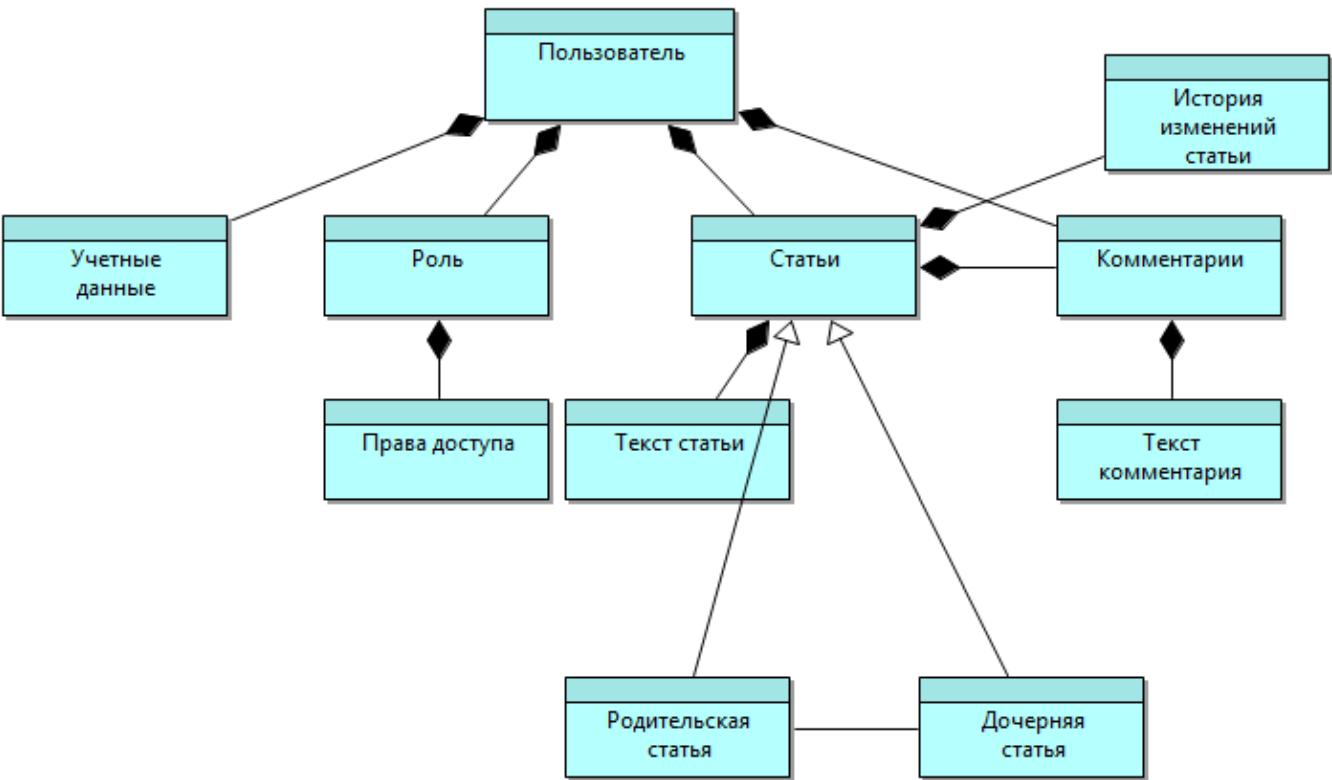 Пользователь
История
изменений
статьи
Учетные
данные
Роль
Статьи
Комментарии
Права доступа
Текст статьи
Текст
комментария
Родительская
статья
Дочерняя
статья